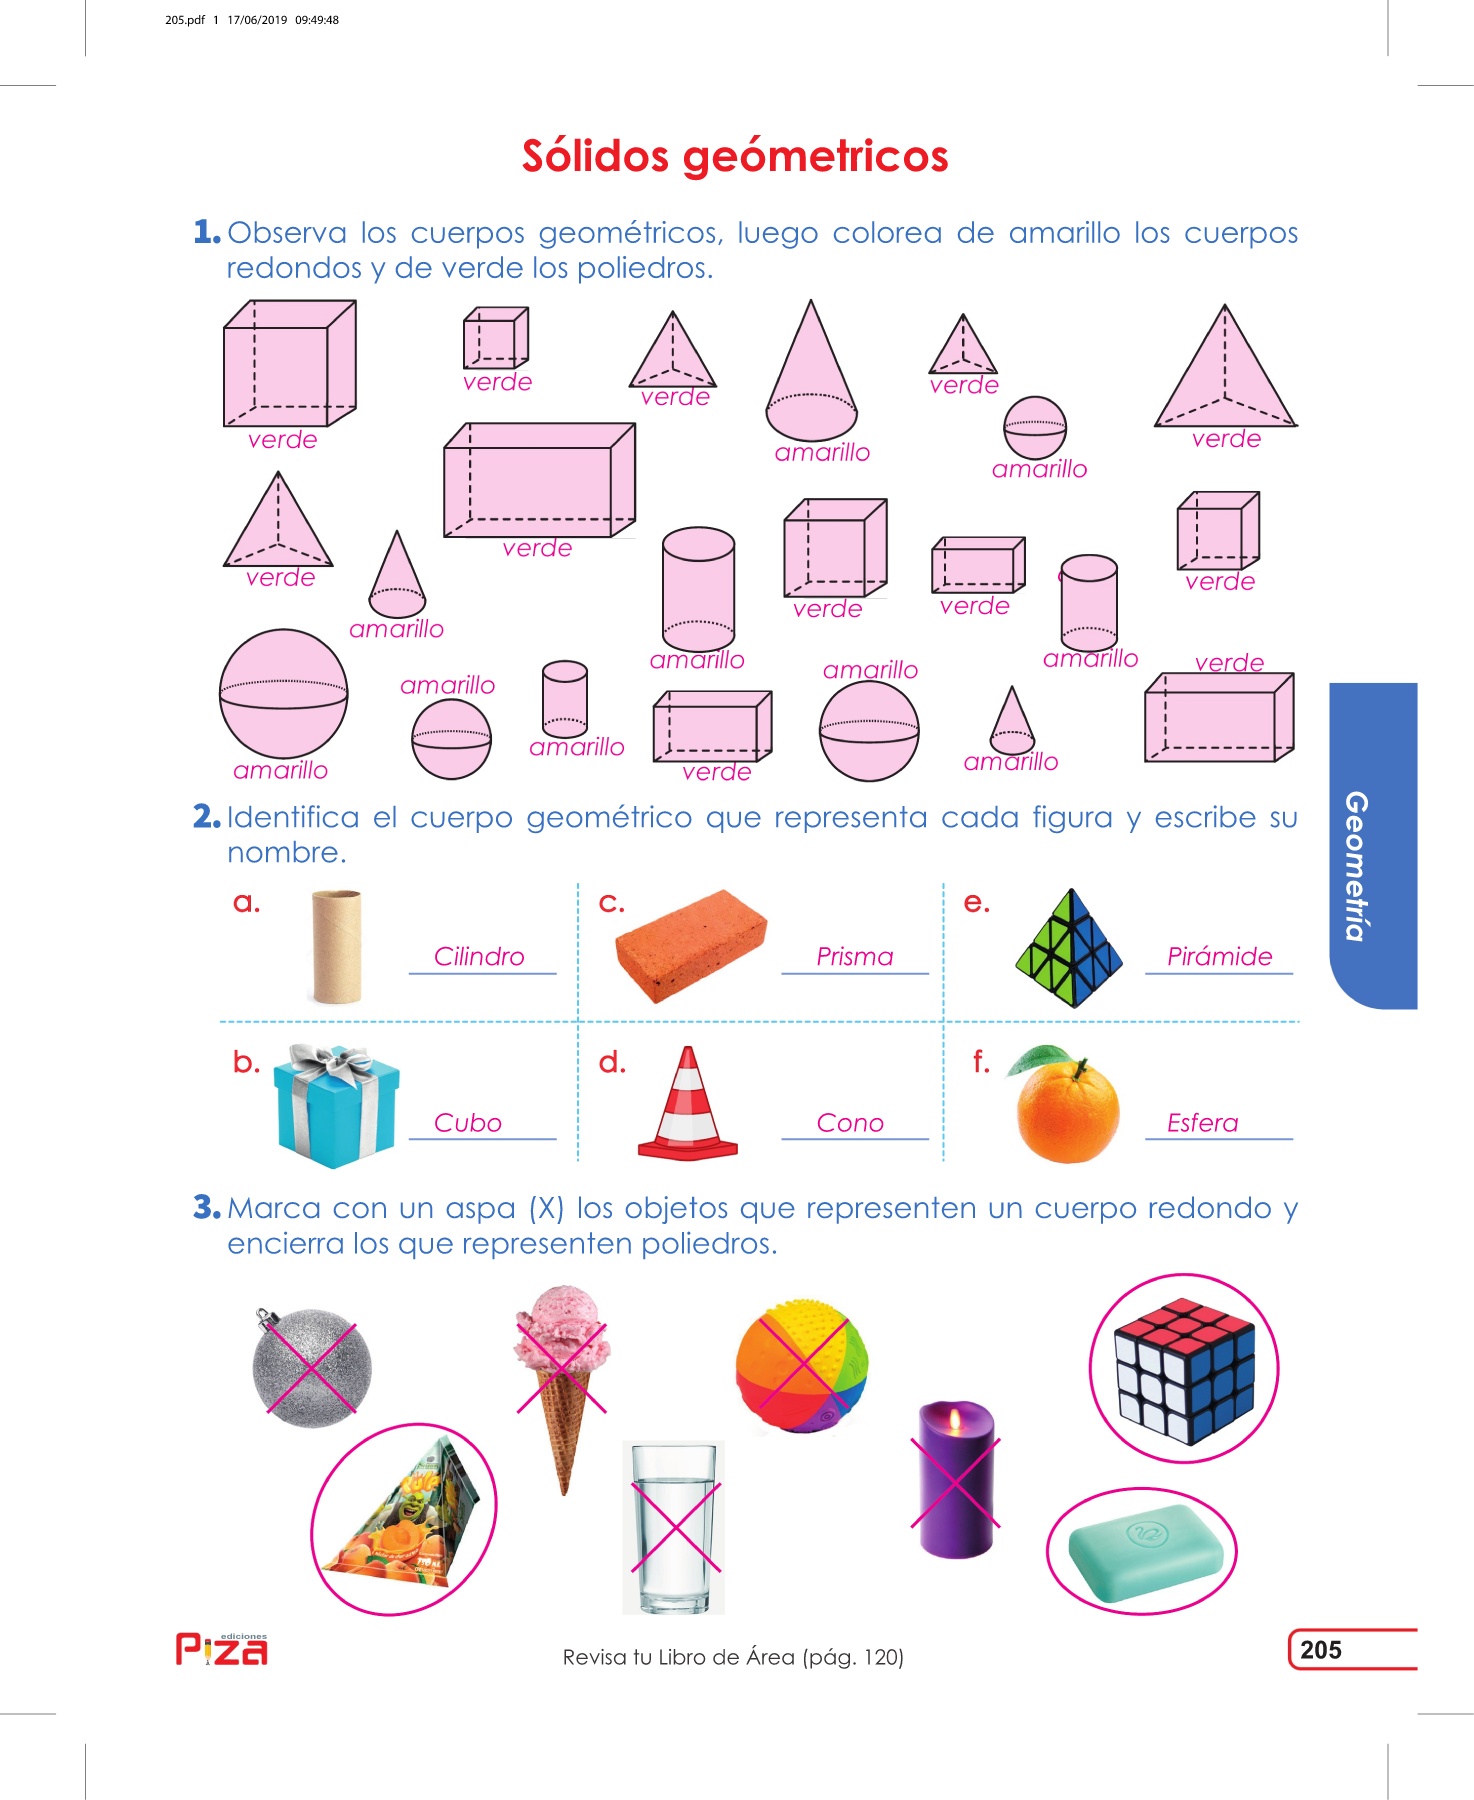 205.pdf 1 17/06/2019 09:49:48
Sólidos geómetricos
1. Observa los cuerpos geométricos, luego colorea de amarillo los cuerpos
redondos y de verde los poliedros.
verde
verde
verde
amarillo
verde
amarillo
verde
verde
amarillo
verde
amarillo
verde
verde
amarillo
verde
amarillo
amarillo
amarillo
verde
amarillo
amarillo
verde
2. Identifica el cuerpo geométrico que representa cada figura y escribe su
nombre.
a. Cilindro
c. Prisma
e. Pirámide
b. Cubo
d. Cono
f. Esfera
3. Marca con un aspa (X) los objetos que representen un cuerpo redondo y
encierra los que representen poliedros.
Geometría
PULP
ediciones
Piza
Revisa tu Libro de Área (pág. 120)
205